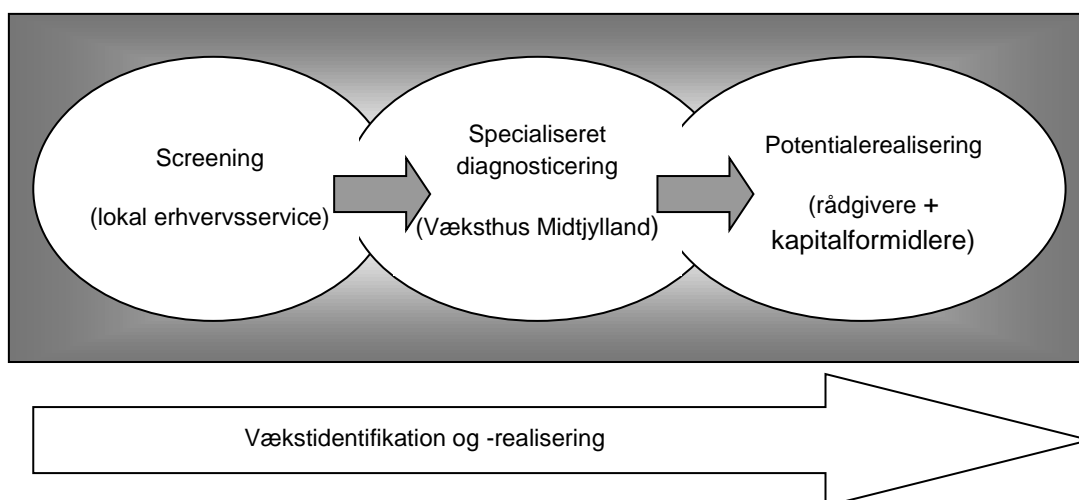 Screening
(lokal erhvervsservice)
Specialiseret
diagnosticering
(Væksthus Midtjylland)
Potentialerealisering
(rådgivere +
kapitalformidlere)
Vækstidentifikation og -realisering